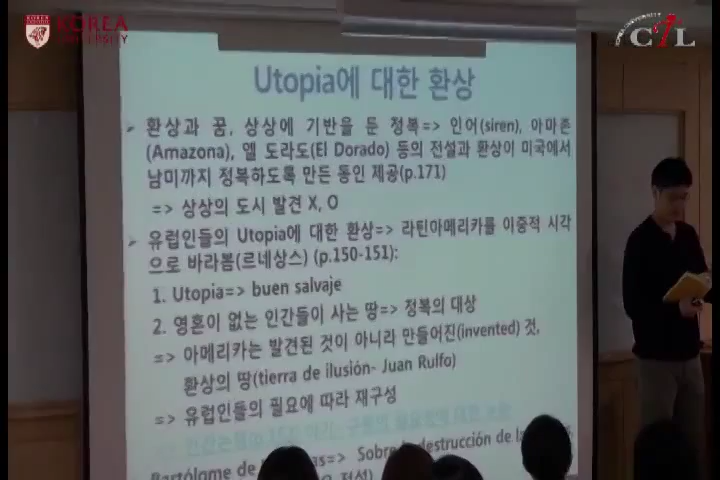 KOREA
UNIVERSITY
KOREA UNIVERSITY
CTL
Utopia에 대한 환상
환상과 꿈, 상상에 기반을 둔 정복=> 인어(siren), 아마존
(Amazona), 엘 도라도(El Dorado) 등의 전설과 환상이 미국에서
남미까지 정복하도록 만든 동인 제공(p.171)
=> 상상의 도시 발견 X, O
유럽인들의 Utopia에 대한 환상=> 라틴아메리카를 이중적 시각
으로 바라봄(르네상스) (p.150-151):
1. Utopia=> buen salvaje
2. 영혼이 없는 인간들이 사는 땅=> 정복의 대상
=> 아메리카는 발견된 것이 아니라 만들어진(invented) 것,
환상의 땅(tierra de ilusión- Juan Rulfo)
=> 유럽인들의 필요에 따라 재구성
Bartólome de => Sobre destrucción de